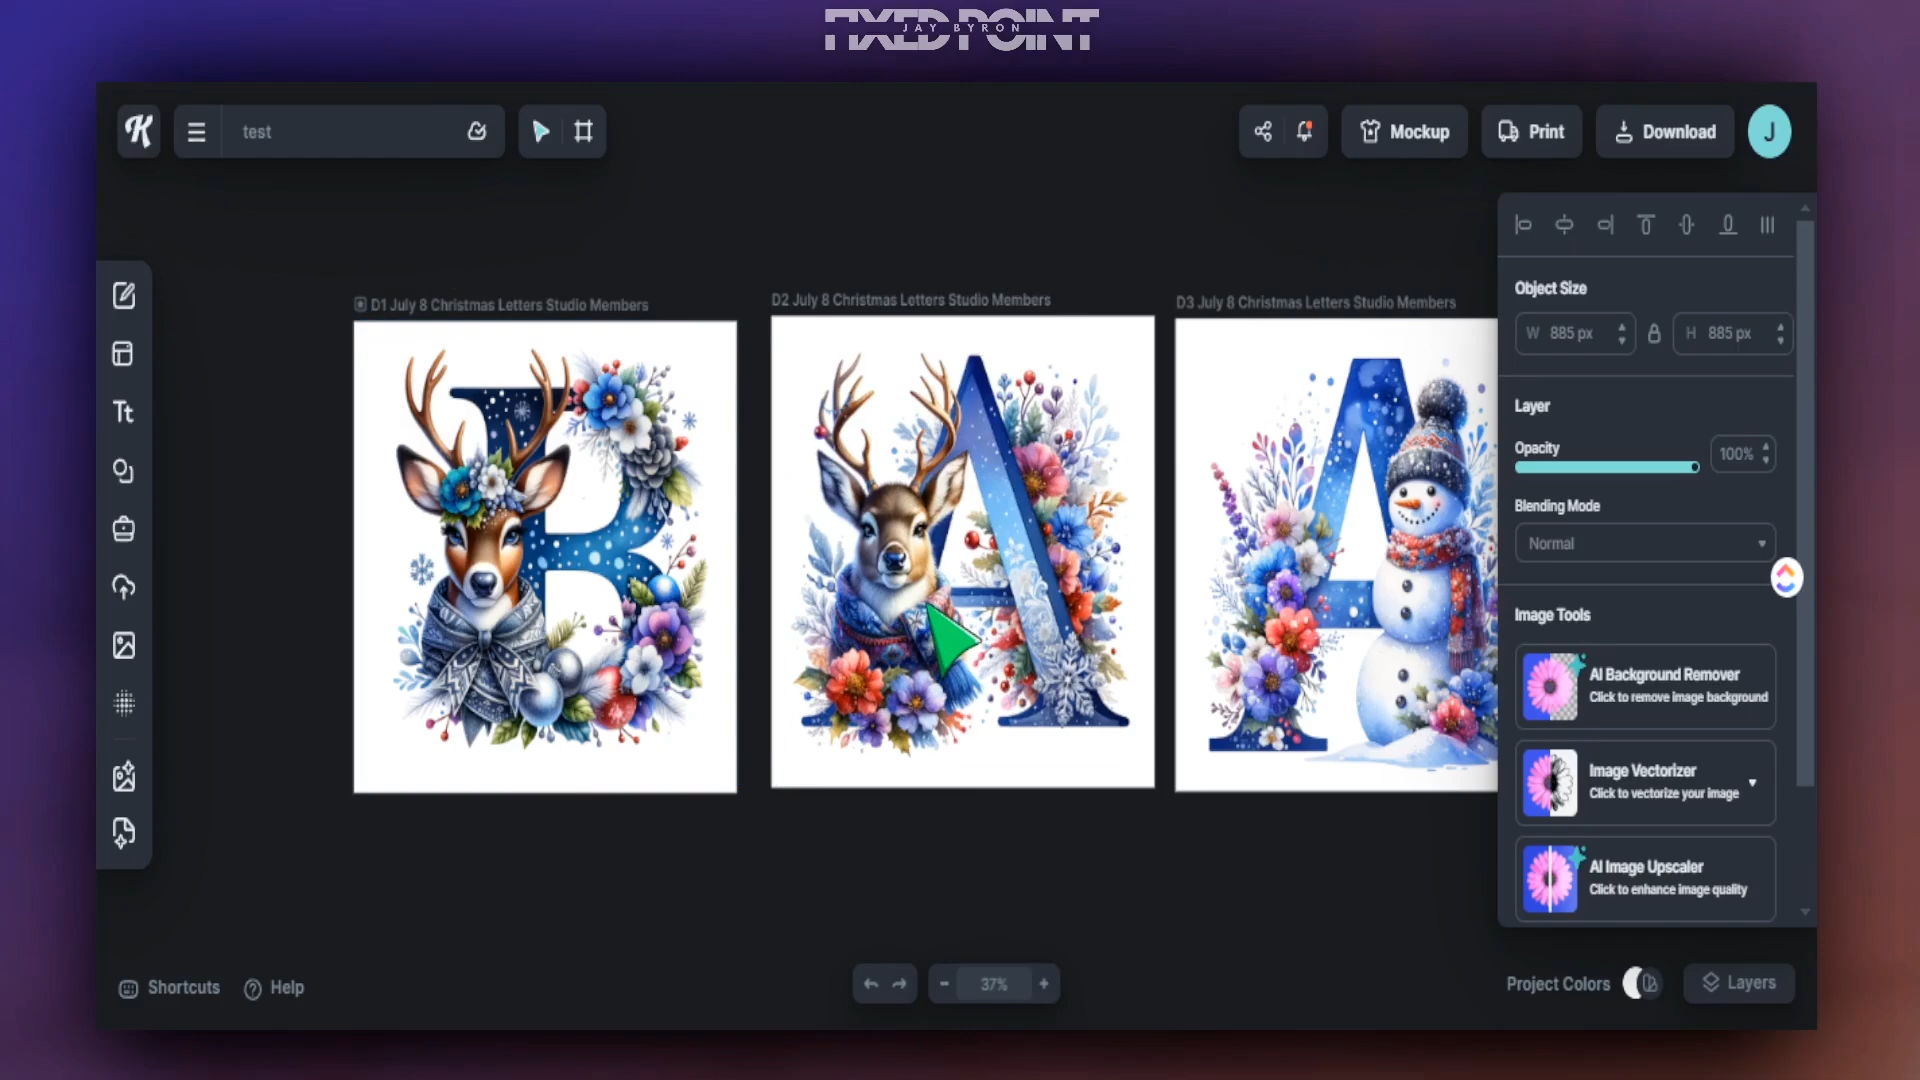 FIXED POINT
JAY BYRON
K
test
Mockup
Print
Download
J
D1 July 8 Christmas Letters Studio Members
D2 July 8 Christmas Letters Studio Members
D3 July 8 Christmas Letters Studio Members
B
A
A
Tt
Object Size
W 885 px
H 885 px
Layer
Opacity
100%
Blending Mode
Normal
Image Tools
AI Background Remover
Click to remove image background
Image Vectorizer
Click to vectorize your image
AI Image Upscaler
Click to enhance image quality
Shortcuts
Help
- 37% +
Project Colors
Layers